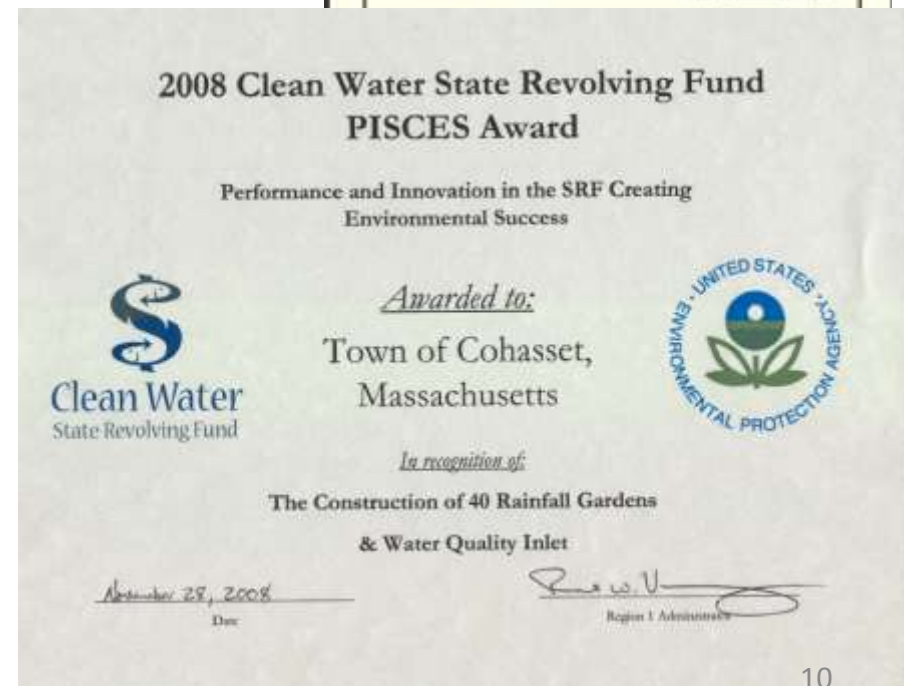 2008 Clean Water State Revolving Fund
PISCES Award
Performance and Innovation in the SRF Creating
Environmental Success
Awarded to:
Town of Cohasset,
Massachusetts
Clean Water
State Revolving Fund
UNITED STATES
ENVIRONMENTAL PROTECTION AGENCY
In recognition of:
The Construction of 40 Rainfall Gardens
& Water Quality Inlet
November 28, 2008
Date
Region 1 Administrator
10